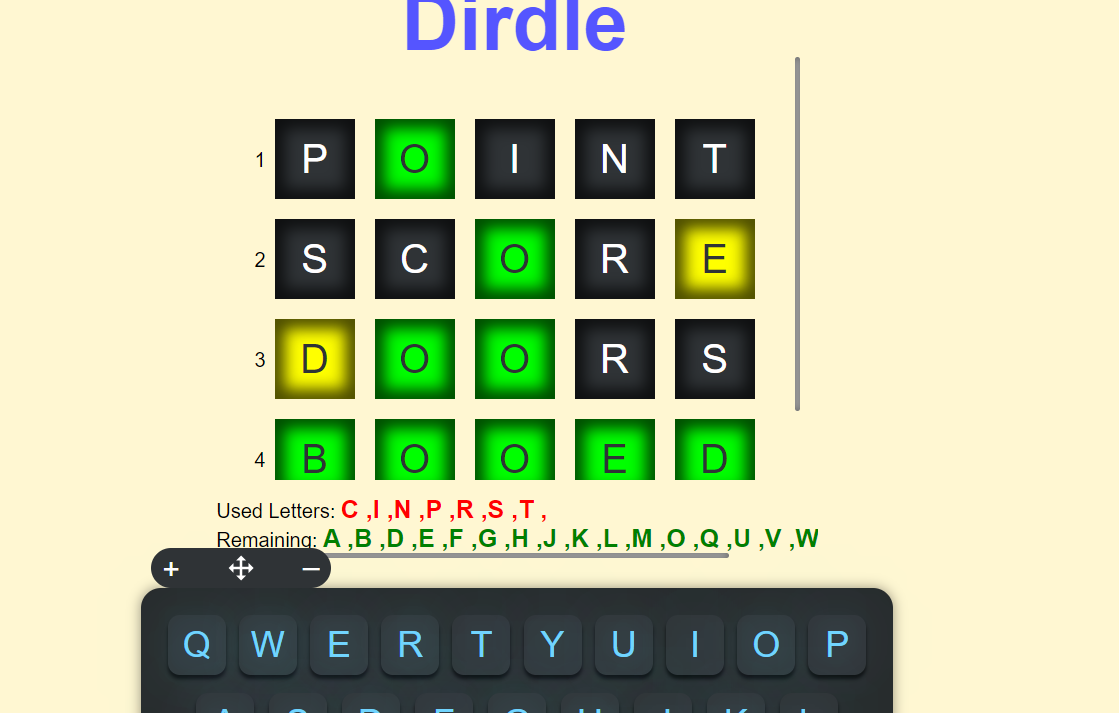 Dirdle
1 P O I N T
2 S C O R E
3 D O O R S
4 B O O E D
Used Letters: C ,I ,N ,P ,R ,S ,T ,
Remaining: A ,B ,D ,E ,F ,G ,H ,J ,K ,L ,M ,O ,Q ,U ,V ,W
+ −
Q W E R T Y U I O P